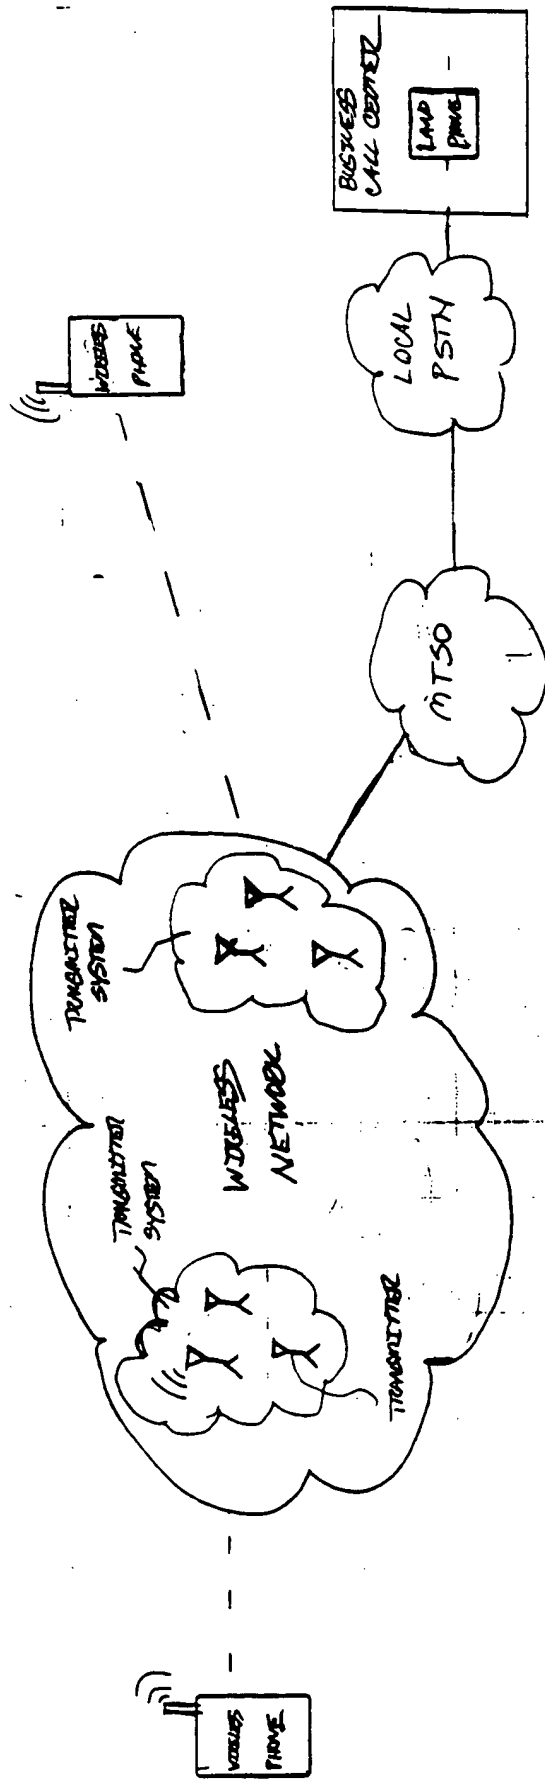 WIRELESS
PHONE
TRANSMITTER
SYSTEM
TRANSMITTER
WIRELESS
NETWORK
TRANSMITTER
SYSTEM
WIRELESS
PHONE
MTSO
LOCAL
PSTN
BUSINESS
CALL CENTER
LAND
PHONE